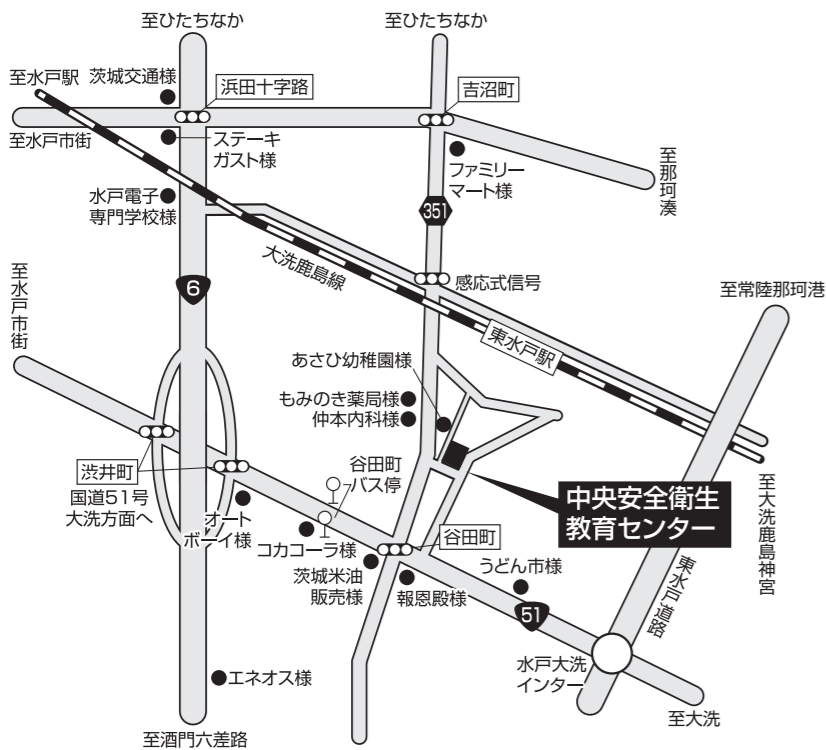 至ひたちなか
至ひたちなか
至水戸駅
茨城交通様
浜田十字路
吉沼町
至水戸市街
ステーキ
ガスト様
ファミリー
マート様
至那珂湊
水戸電子
専門学校様
351
大洗鹿島線
感応式信号
至水戸市街
6
至常陸那珂港
東水戸駅
あさひ幼稚園様
もみのき薬局様
仲本内科様
渋井町
国道51号
大洗方面へ
谷田町
バス停
オート
ボーイ様
コカコーラ様
中央安全衛生
教育センター
谷田町
茨城米油
販売様
報恩殿様
うどん市様
51
東水戸道路
至大洗鹿島神宮
水戸大洗
インター
エネオス様
至大洗
至酒門六差路